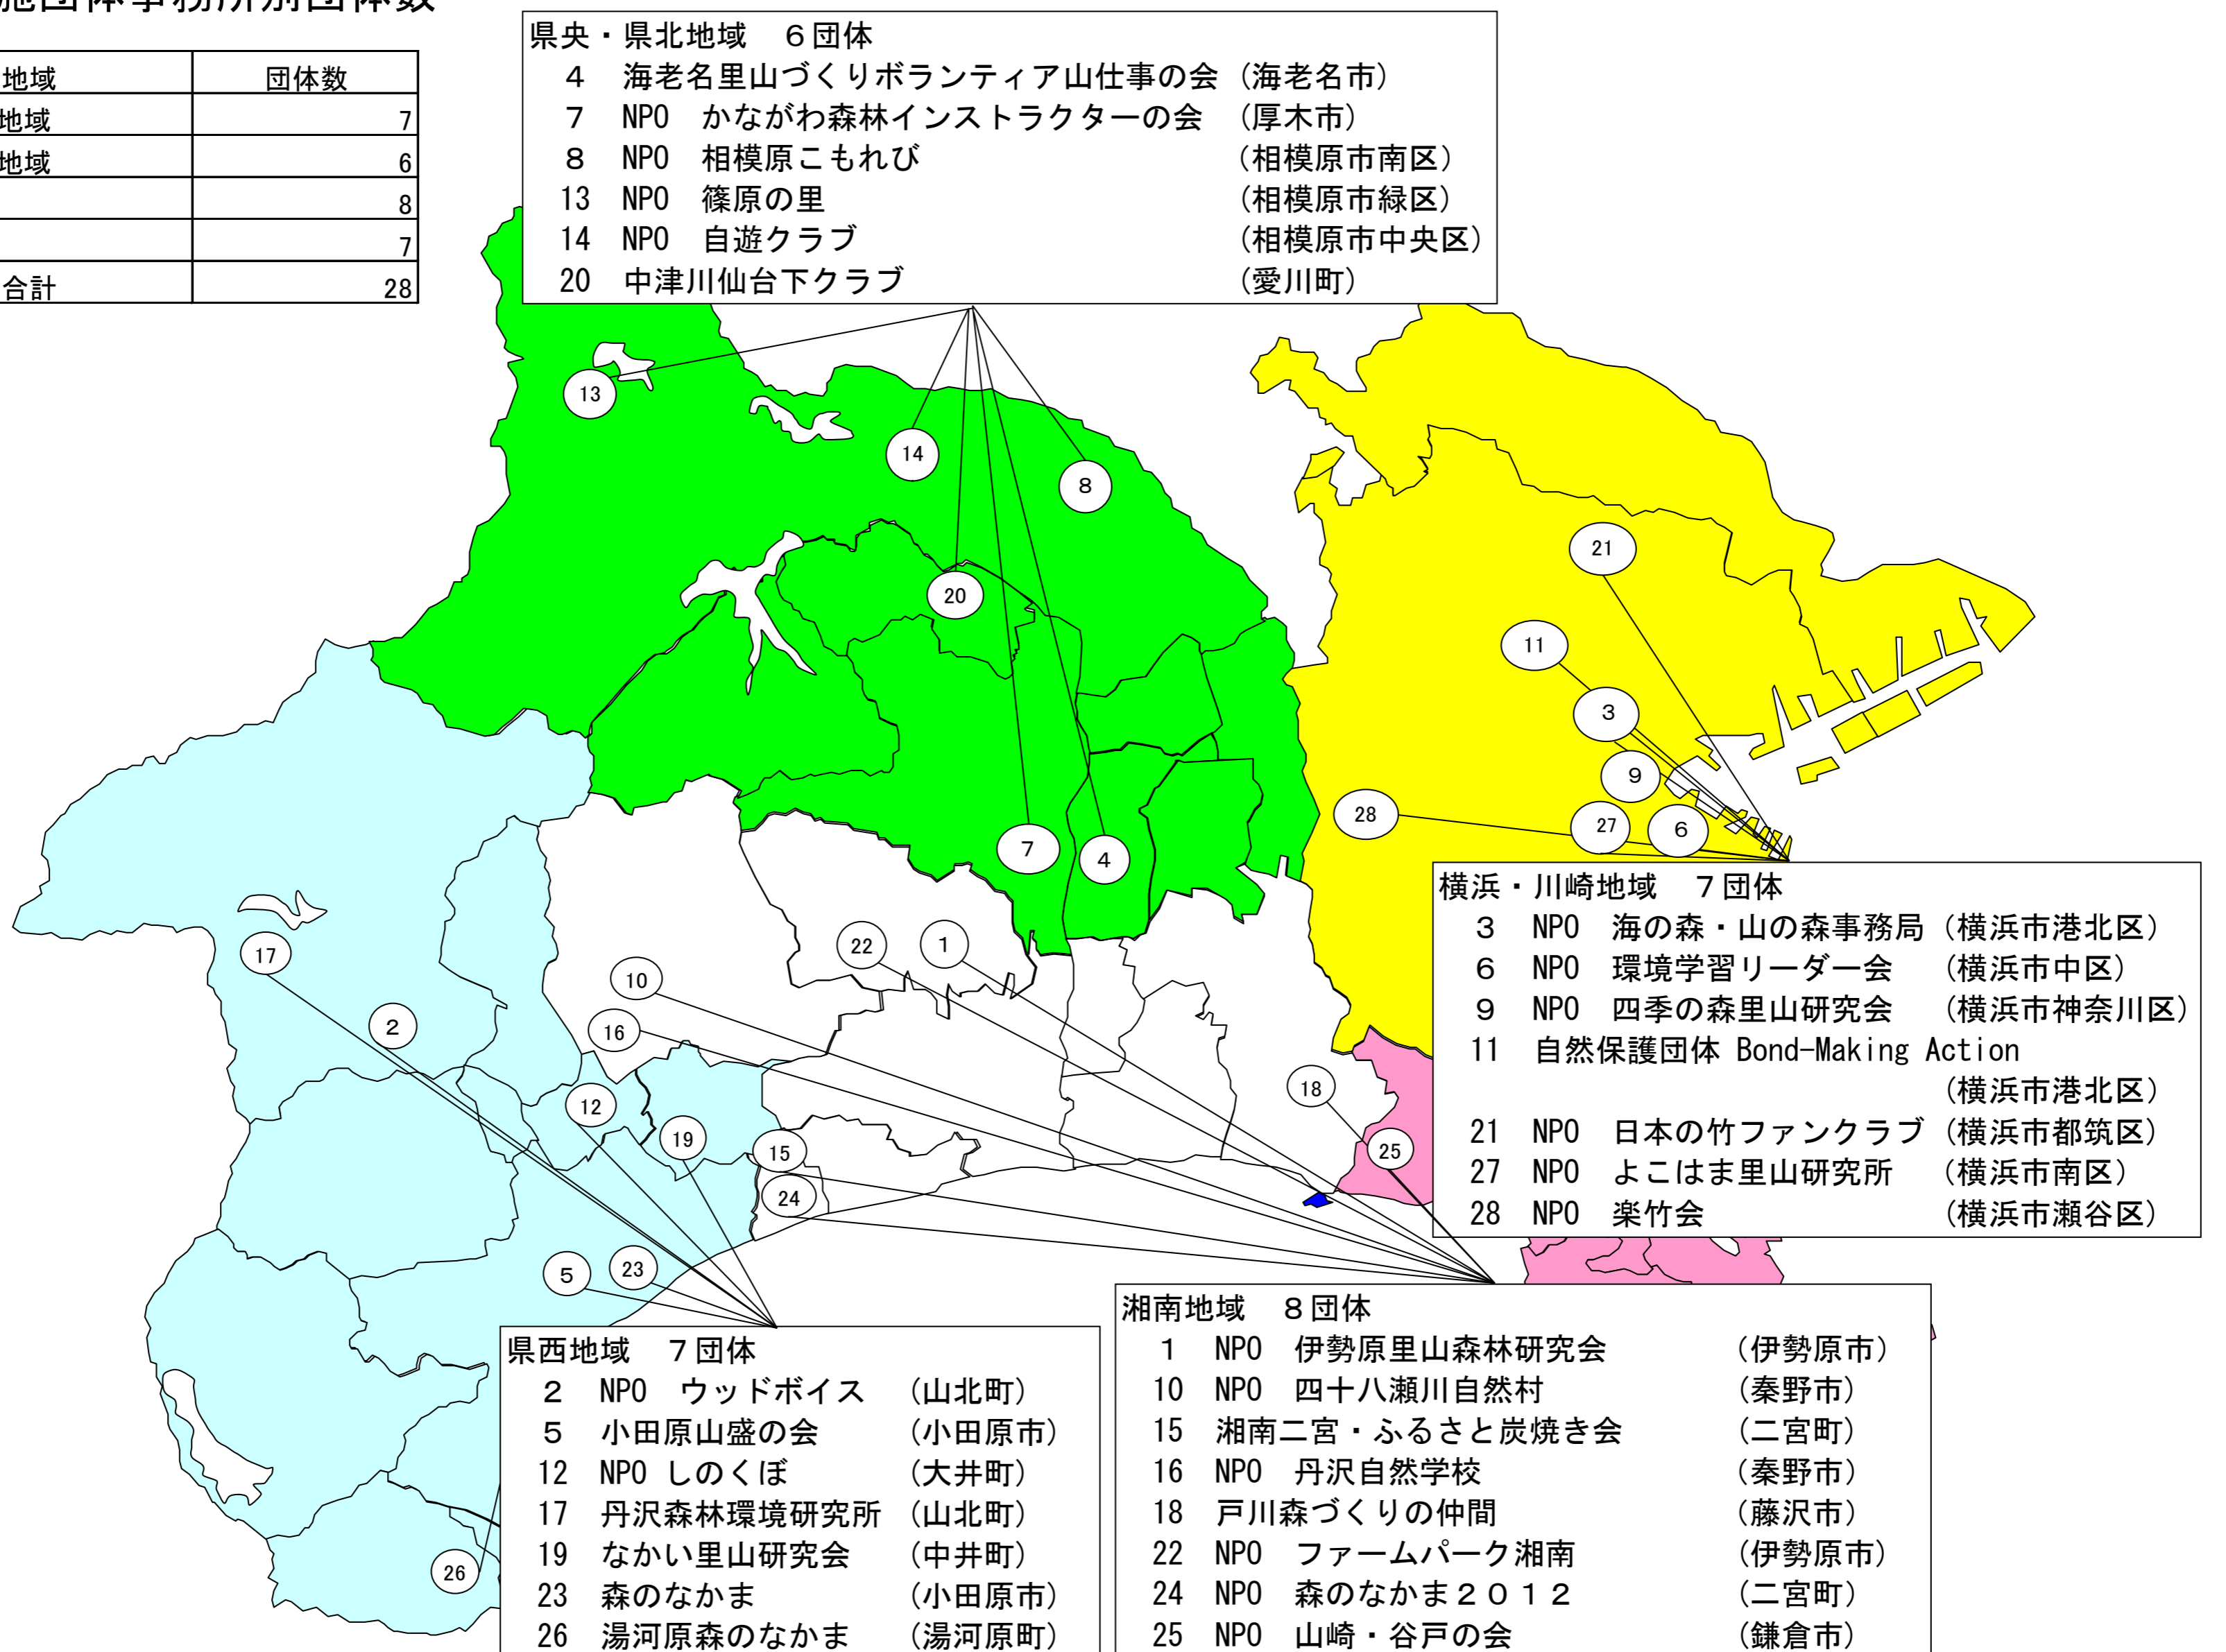 施団体事務所別団体数
地域 団体数
地域 7
地域 6
8
7
合計 28
県央・県北地域 6団体
4 海老名里山づくりボランティア山仕事の会 (海老名市)
7 NPO かながわ森林インストラクターの会 (厚木市)
8 NPO 相模原こもれび (相模原市南区)
13 NPO 篠原の里 (相模原市緑区)
14 NPO 自遊クラブ (相模原市中央区)
20 中津川仙台下クラブ (愛川町)
13
14
8
20
21
11
3
9
28
27
6
7
4
22
1
17
10
2
16
12
18
19
15
25
24
5
23
26
横浜・川崎地域 7団体
3 NPO 海の森・山の森事務局 (横浜市港北区)
6 NPO 環境学習リーダー会 (横浜市中区)
9 NPO 四季の森里山研究会 (横浜市神奈川区)
11 自然保護団体 Bond-Making Action
(横浜市港北区)
21 NPO 日本の竹ファンクラブ (横浜市都筑区)
27 NPO よこはま里山研究所 (横浜市南区)
28 NPO 楽竹会 (横浜市瀬谷区)
県西地域 7団体
2 NPO ウッドボイス (山北町)
5 小田原山盛の会 (小田原市)
12 NPO しのくぼ (大井町)
17 丹沢森林環境研究所 (山北町)
19 なかい里山研究会 (中井町)
23 森のなかま (小田原市)
26 湯河原森のなかま (湯河原町)
湘南地域 8団体
1 NPO 伊勢原里山森林研究会 (伊勢原市)
10 NPO 四十八瀬川自然村 (秦野市)
15 湘南二宮・ふるさと炭焼き会 (二宮町)
16 NPO 丹沢自然学校 (秦野市)
18 戸川森づくりの仲間 (藤沢市)
22 NPO ファームパーク湘南 (伊勢原市)
24 NPO 森のなかま2012 (二宮町)
25 NPO 山崎・谷戸の会 (鎌倉市)